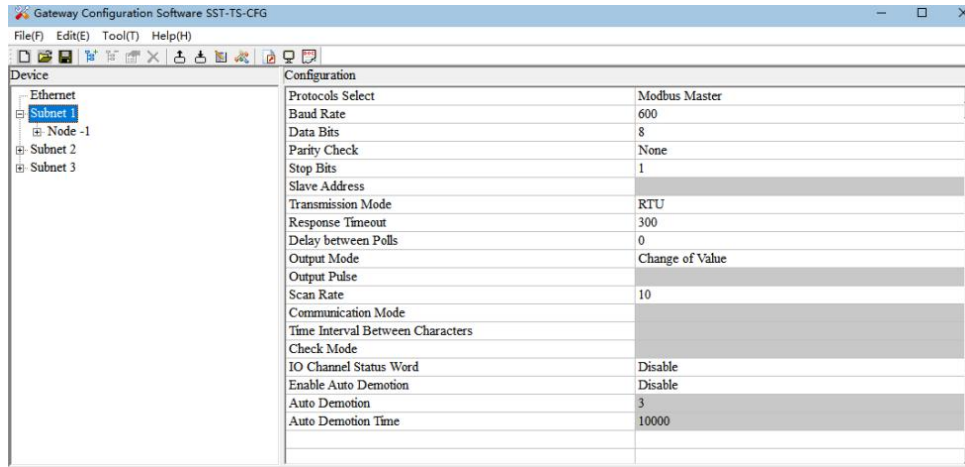 Gateway Configuration Software SST-TS-CFG
File(F) Edit(E) Tool(T) Help(H)
Device
Configuration
Ethernet
Subnet 1
Node -1
Subnet 2
Subnet 3
Protocols Select Modbus Master
Baud Rate 600
Data Bits 8
Parity Check None
Stop Bits 1
Slave Address
Transmission Mode RTU
Response Timeout 300
Delay between Polls 0
Output Mode Change of Value
Output Pulse
Scan Rate 10
Communication Mode
Time Interval Between Characters
Check Mode
IO Channel Status Word Disable
Enable Auto Demotion Disable
Auto Demotion 3
Auto Demotion Time 10000